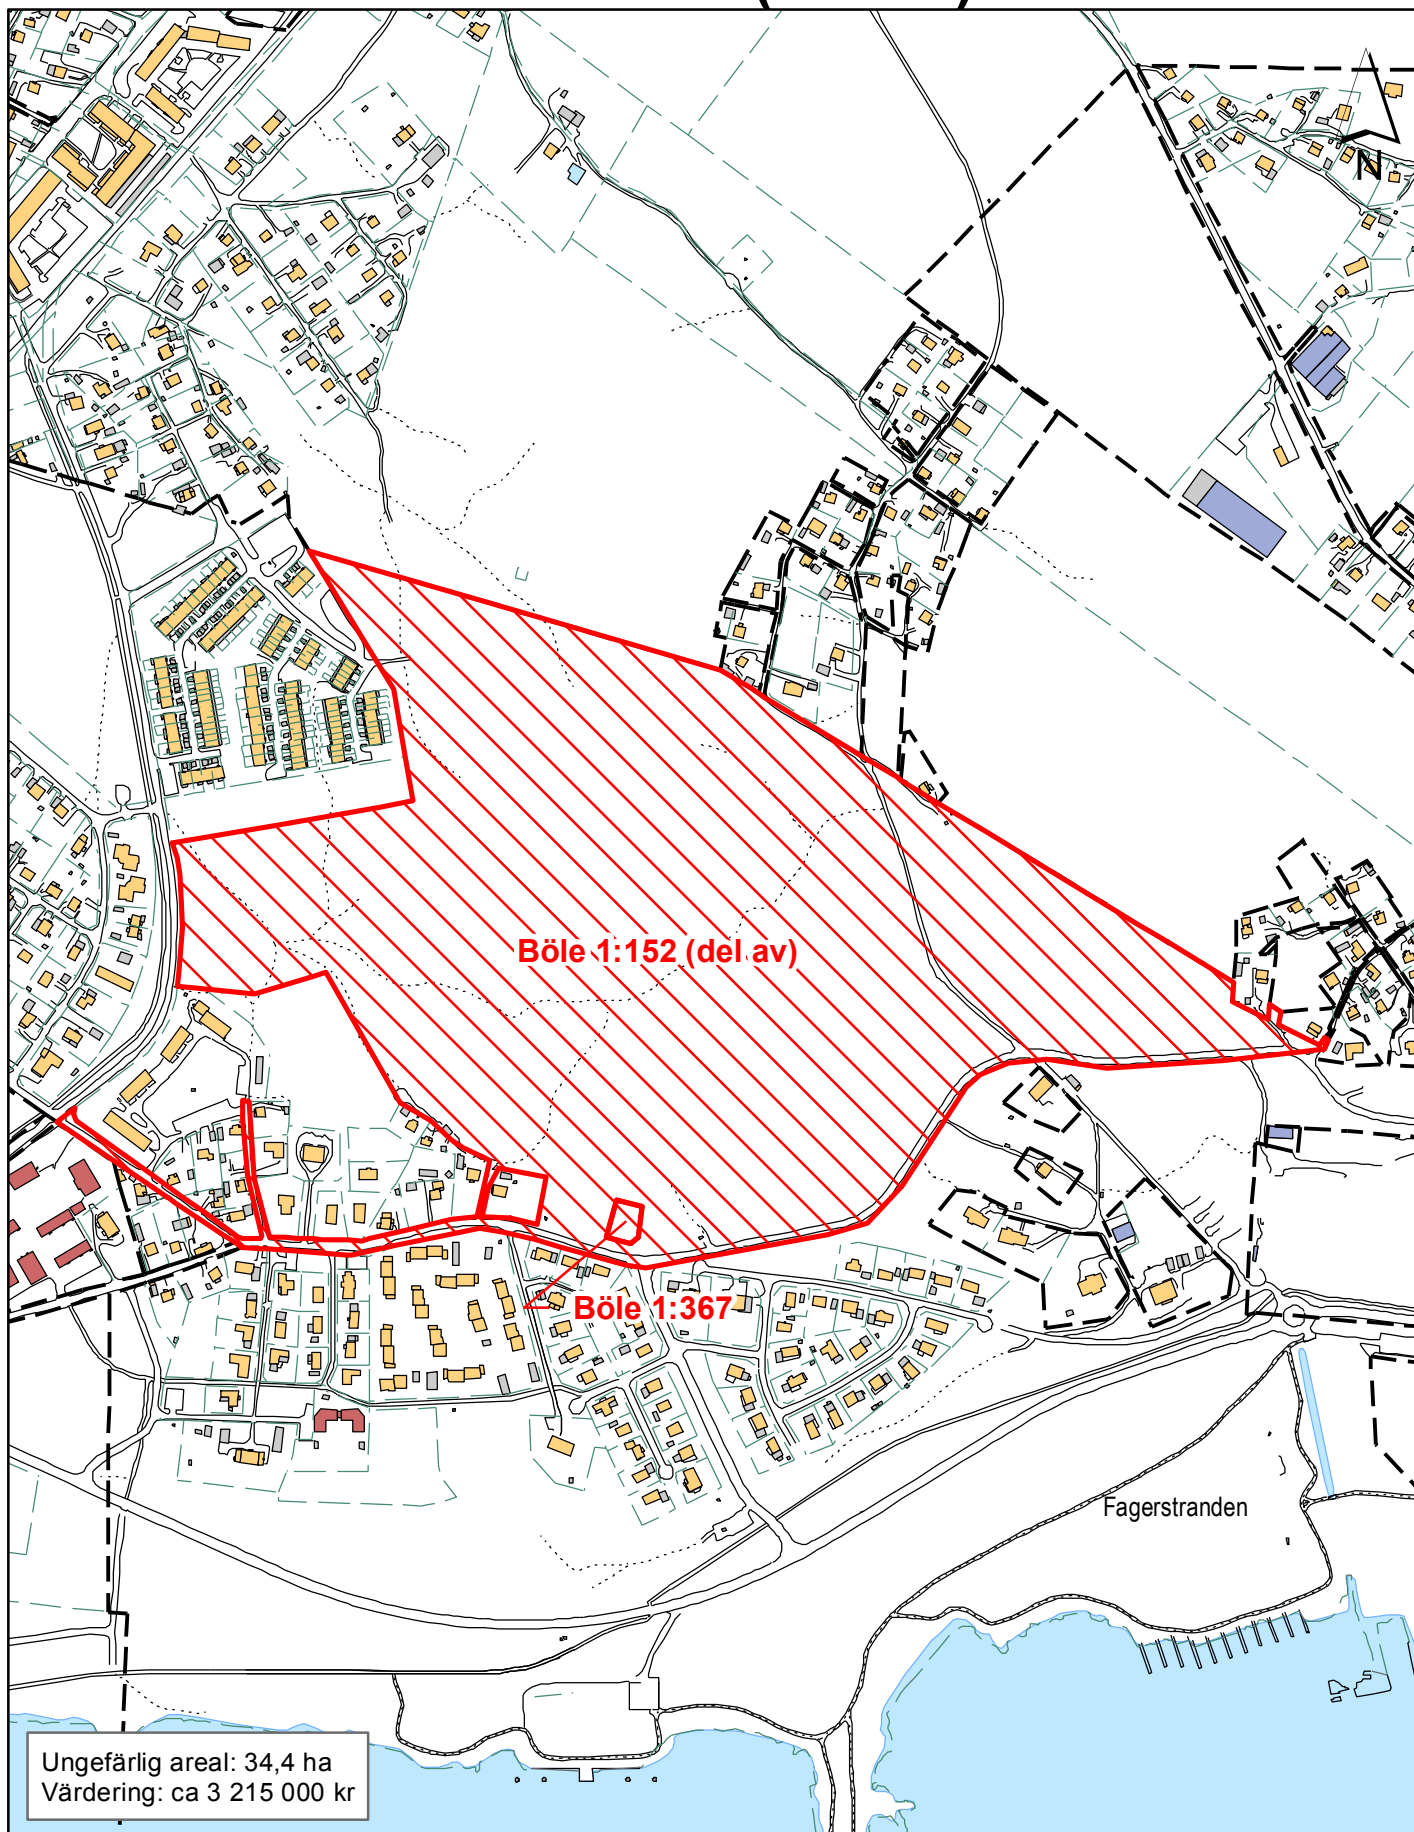 N
Böle 1:152 (del av)
Böle 1:367
Fagerstranden
Ungefärlig areal: 34,4 ha
Värdering: ca 3 215 000 kr